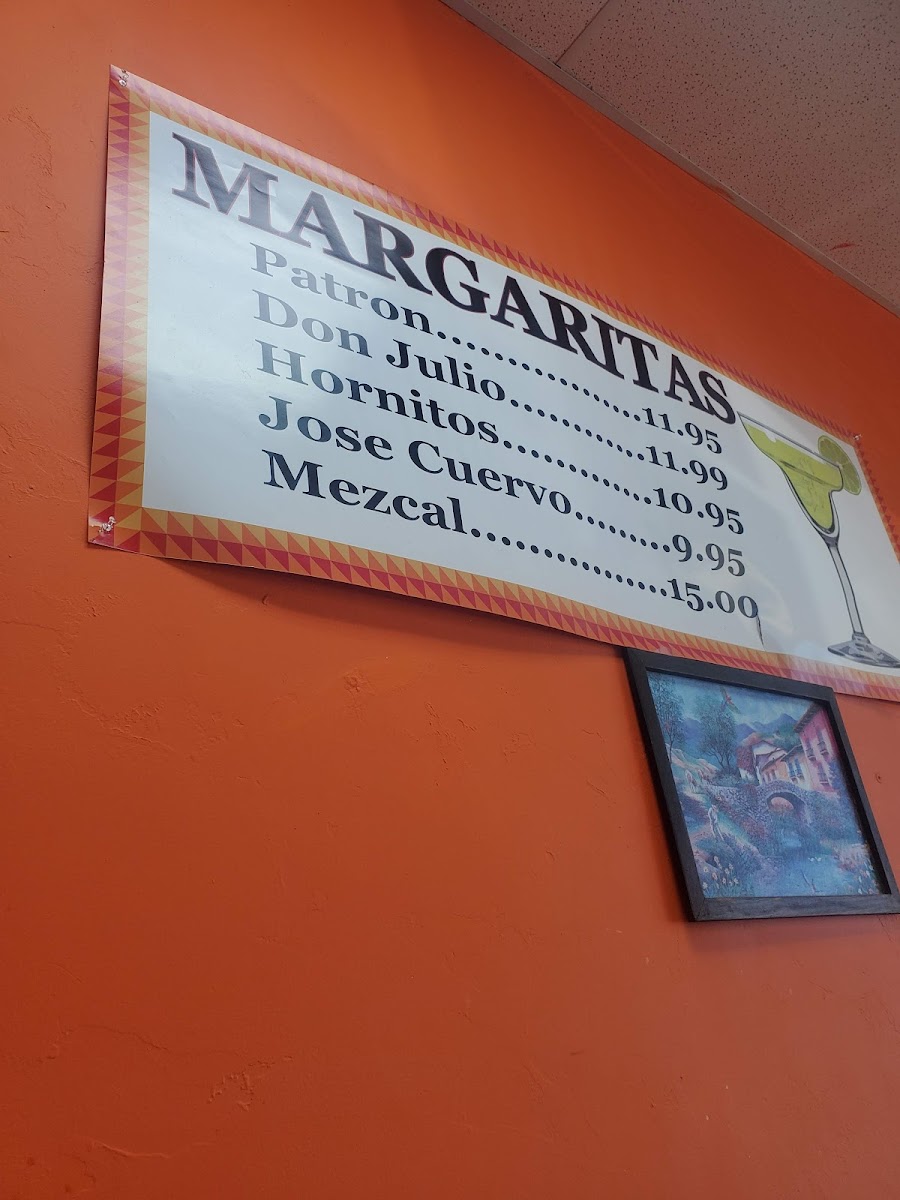 MARGARITAS
Patron..................11.95
Don Julio............11.99
Hornitos.............10.95
Jose Cuervo........9.95
Mezcal.................15.00